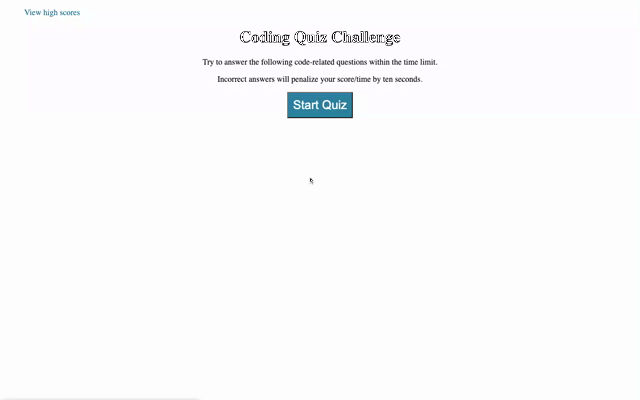 View high scores
Coding Quiz Challenge
Try to answer the following code-related questions within the time limit.
Incorrect answers will penalize your score/time by ten seconds.
Start Quiz